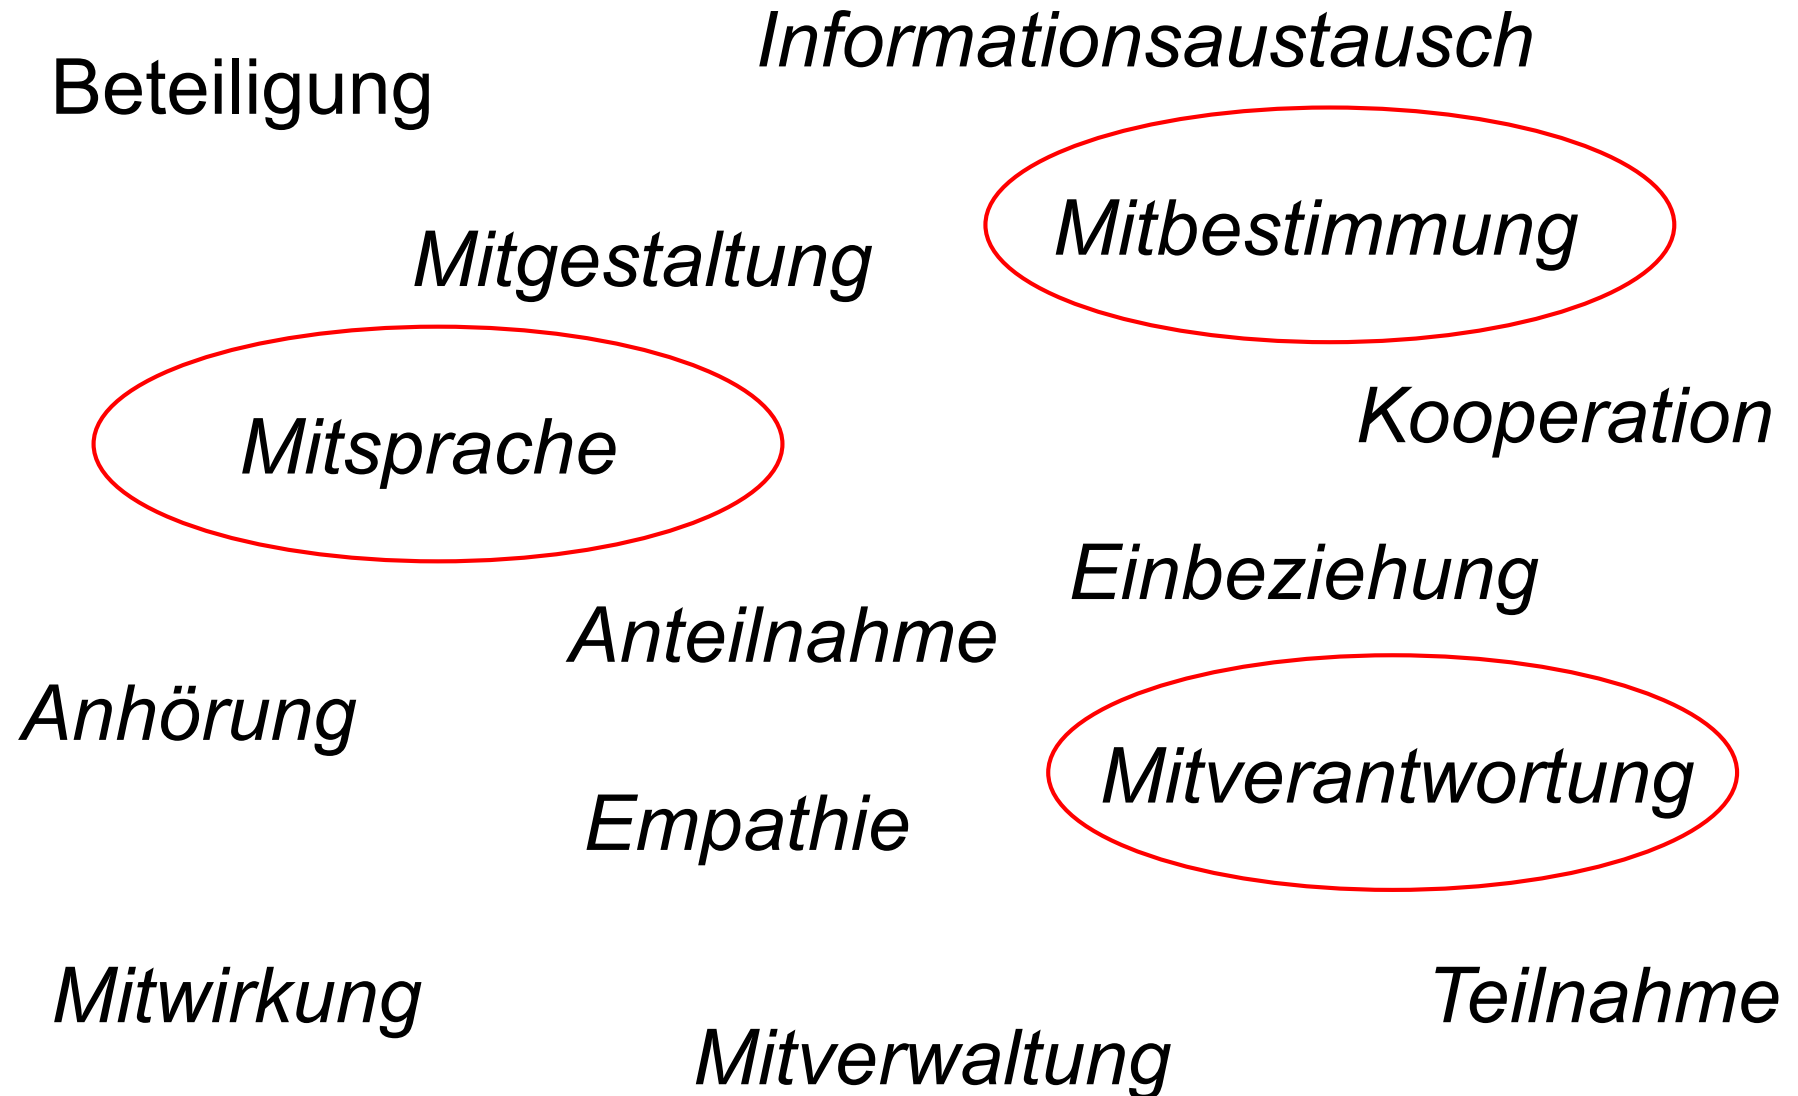 Informationsaustausch
Beteiligung
Mitbestimmung
Mitgestaltung
Kooperation
Mitsprache
Einbeziehung
Anteilnahme
Anhörung
Mitverantwortung
Empathie
Mitwirkung
Teilnahme
Mitverwaltung